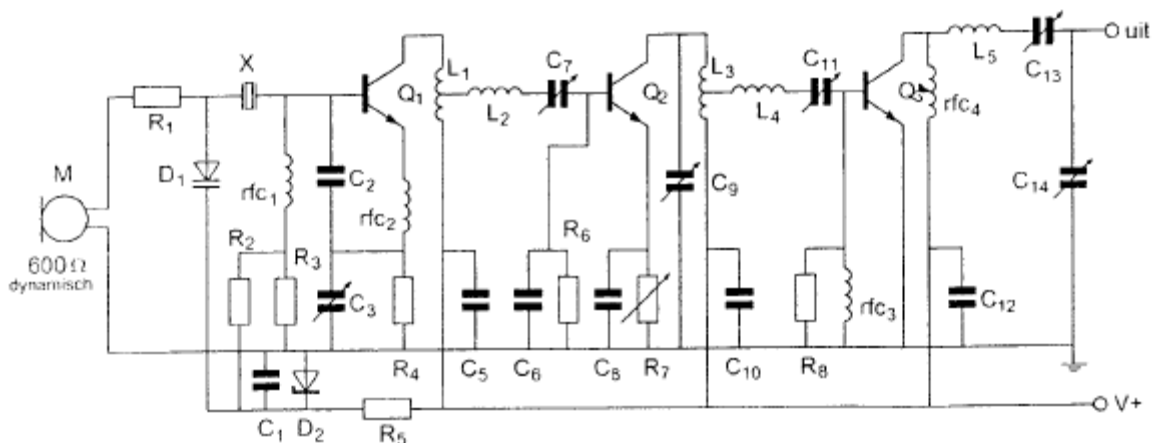 M
600 Ω
dynamisch
R1
D1
X
rfc1
R2
R3
C2
C3
rfc2
Q1
R4
C1
D2
R5
L1
L2
C5
C7
C6
R6
Q2
C8
R7
C9
L3
L4
C10
C11
R8
rfc3
Q3
rfc4
C12
L5
C13
C14
uit
V+